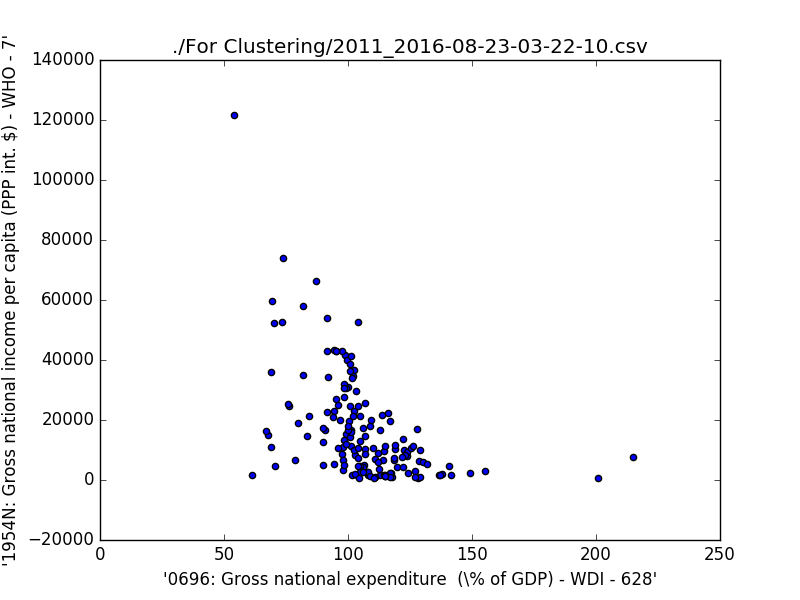 ./For Clustering/2011_2016-08-23-03-22-10.csv
'1954N: Gross national income per capita (PPP int. $) - WHO - 7'
140000
120000
100000
80000
60000
40000
20000
0
−20000
0 50 100 150 200 250
'0696: Gross national expenditure  (\% of GDP) - WDI - 628'